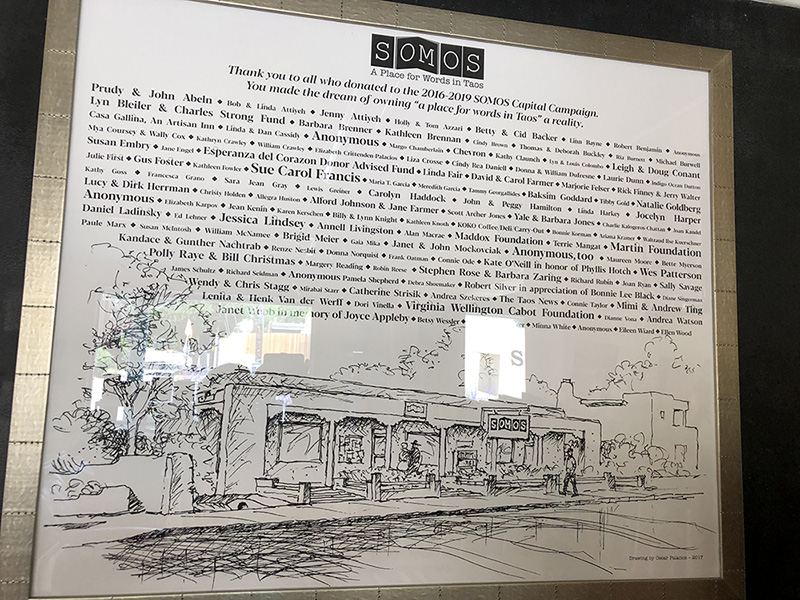 SOMOS
A Place for Words in Taos
Thank you to all who donated to the 2016-2019 SOMOS Capital Campaign.
You made the dream of owning “a place for words in Taos” a reality.
Prudy & John Abeln ◆ Bob & Linda Attiyeh ◆ Jenny Attiyeh ◆ Holly & Tom Azzari ◆ Betty & Cid Backer ◆ Linn Bayne ◆ Robert Benjamin ◆ Anonymous
Lyn Bleiler & Charles Strong Fund ◆ Barbara Brenner ◆ Kathleen Brennan ◆ Cindy Brown ◆ Thomas & Deborah Buckley ◆ Ria Burnett ◆ Michael Burwell
Casa Gallina, An Artisan Inn ◆ Linda & Dan Cassidy ◆ Anonymous ◆ Margo Chamberlain ◆ Chevron ◆ Kathy Claunch ◆ Lyn & Louis Colombo ◆ Leigh & Doug Conant
Mya Coursey & Wally Cox ◆ Kathryn Crawley ◆ William Crawley ◆ Elizabeth Crittenden Palacios ◆ Liza Crosse ◆ Cindy Rea Daniell ◆ Donna & William Dufresne ◆ Laurie Dunn ◆ Indigo Ocean Dutton
Susan Embry ◆ Jane Engel ◆ Esperanza del Corazon Donor Advised Fund ◆ Linda Fair ◆ David & Carol Farmer ◆ Marjorie Felser ◆ Rick Finney & Jerry Walter
Julie First ◆ Gus Foster ◆ Kathleen Fowler ◆ Sue Carol Francis ◆ Maria T. Garcia ◆ Meredith Garcia ◆ Tammy Georgallides ◆ Baksim Goddard ◆ Tibby Gold ◆ Natalie Goldberg
Kathy Goss ◆ Francesca Grano ◆ Sara Jean Gray ◆ Lewis Greiner ◆ Carolyn Haddock ◆ John & Peggy Hamilton ◆ Linda Harkey ◆ Jocelyn Harper
Lucy & Dirk Herrman ◆ Christy Holden ◆ Allegra Huston ◆ Alford Johnson & Jane Farmer ◆ Scott Archer Jones ◆ Yale & Barbara Jones ◆ Charlie Kalogeros Chattan ◆ Joan Kandel
Anonymous ◆ Elizabeth Karpov ◆ Jean Kenin ◆ Karen Kerschen ◆ Billy & Lynn Knight ◆ Kathleen Knoth ◆ KOKO Coffee Deli Carry-Out ◆ Bonnie Korman ◆ Ariana Kramer ◆ Waltraud Ilse Kuerschner
Daniel Ladinsky ◆ Ed Lehner ◆ Jessica Lindsey ◆ Annell Livingston ◆ Alan Macrae ◆ Maddox Foundation ◆ Terrie Mangat ◆ Martin Foundation
Paule Marx ◆ Susan McIntosh ◆ William McNamee ◆ Brigid Meier ◆ Gaia Mika ◆ Janet & John Mockovciak ◆ Anonymous, too ◆ Maureen Moore ◆ Bette Myerson
Kandace & Gunther Nachtrab ◆ Renze Nesbit ◆ Donna Norquist ◆ Frank Oatman ◆ Connie Ode ◆ Kate O'Neill in honor of Phyllis Hotch ◆ Wes Patterson
Polly Raye & Bill Christmas ◆ Margery Reading ◆ Robin Reese ◆ Stephen Rose & Barbara Zaring ◆ Richard Rubin ◆ Joan Ryan ◆ Sally Savage
James Schultz ◆ Richard Seidman ◆ Anonymous Pamela Shepherd ◆ Debra Shoemaker ◆ Robert Silver in appreciation of Bonnie Lee Black ◆ Diane Singerman
Wendy & Chris Stagg ◆ Mirabai Starr ◆ Catherine Strisik ◆ Andrea Szekeres ◆ The Taos News ◆ Connie Taylor ◆ Mimi & Andrew Ting
Lenita & Henk Van der Werff ◆ Dori Vinella ◆ Virginia Wellington Cabot Foundation ◆ Dianne Vona ◆ Andrea Watson
Janet Webb in memory of Joyce Appleby ◆ Betsy Wessler ◆ Minna White ◆ Anonymous ◆ Eileen Wiard ◆ Ellen Wood
SOMOS
Drawing by Oscar Palacios - 2017